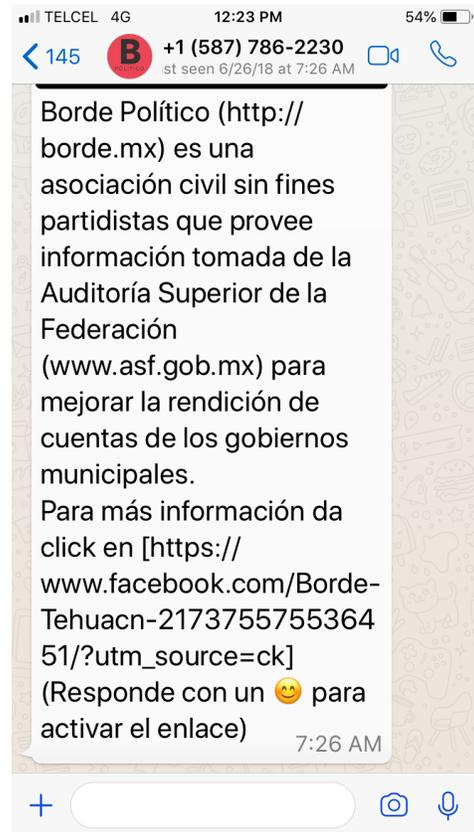 TELCEL 4G 12:23 PM 54%
145
B
POLÍTICO
+1 (587) 786-2230
st seen 6/26/18 at 7:26 AM
Borde Político (http://
borde.mx) es una
asociación civil sin fines
partidistas que provee
información tomada de la
Auditoría Superior de la
Federación
(www.asf.gob.mx) para
mejorar la rendición de
cuentas de los gobiernos
municipales.
Para más información da
click en [https://
www.facebook.com/Borde-
Tehuacn-2173755755364
51/?utm_source=ck]
(Responde con un 😊 para
activar el enlace)
7:26 AM